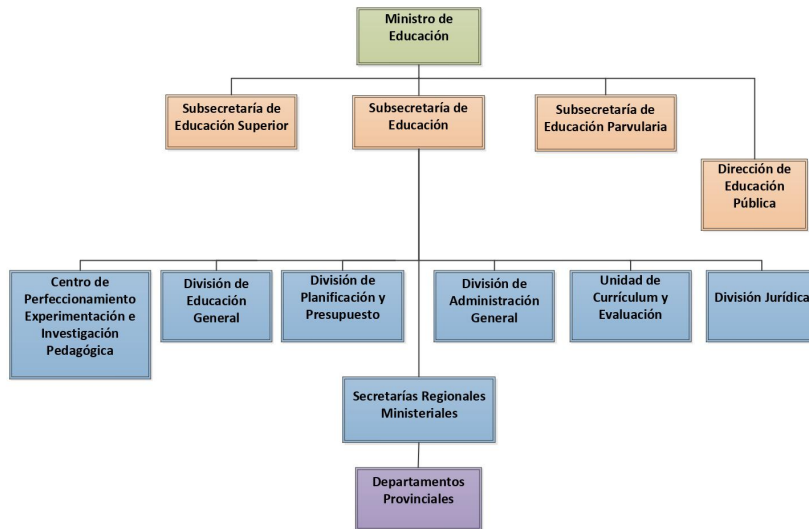 Ministro de
Educación
Subsecretaría de
Educación Superior
Subsecretaría de
Educación
Subsecretaría de
Educación Parvularia
Dirección de
Educación
Pública
Centro de
Perfeccionamiento
Experimentación e
Investigación
Pedagógica
División de
Educación
General
División de
Planificación y
Presupuesto
División de
Administración
General
Unidad de
Currículum y
Evaluación
División Jurídica
Secretarías Regionales
Ministeriales
Departamentos
Provinciales